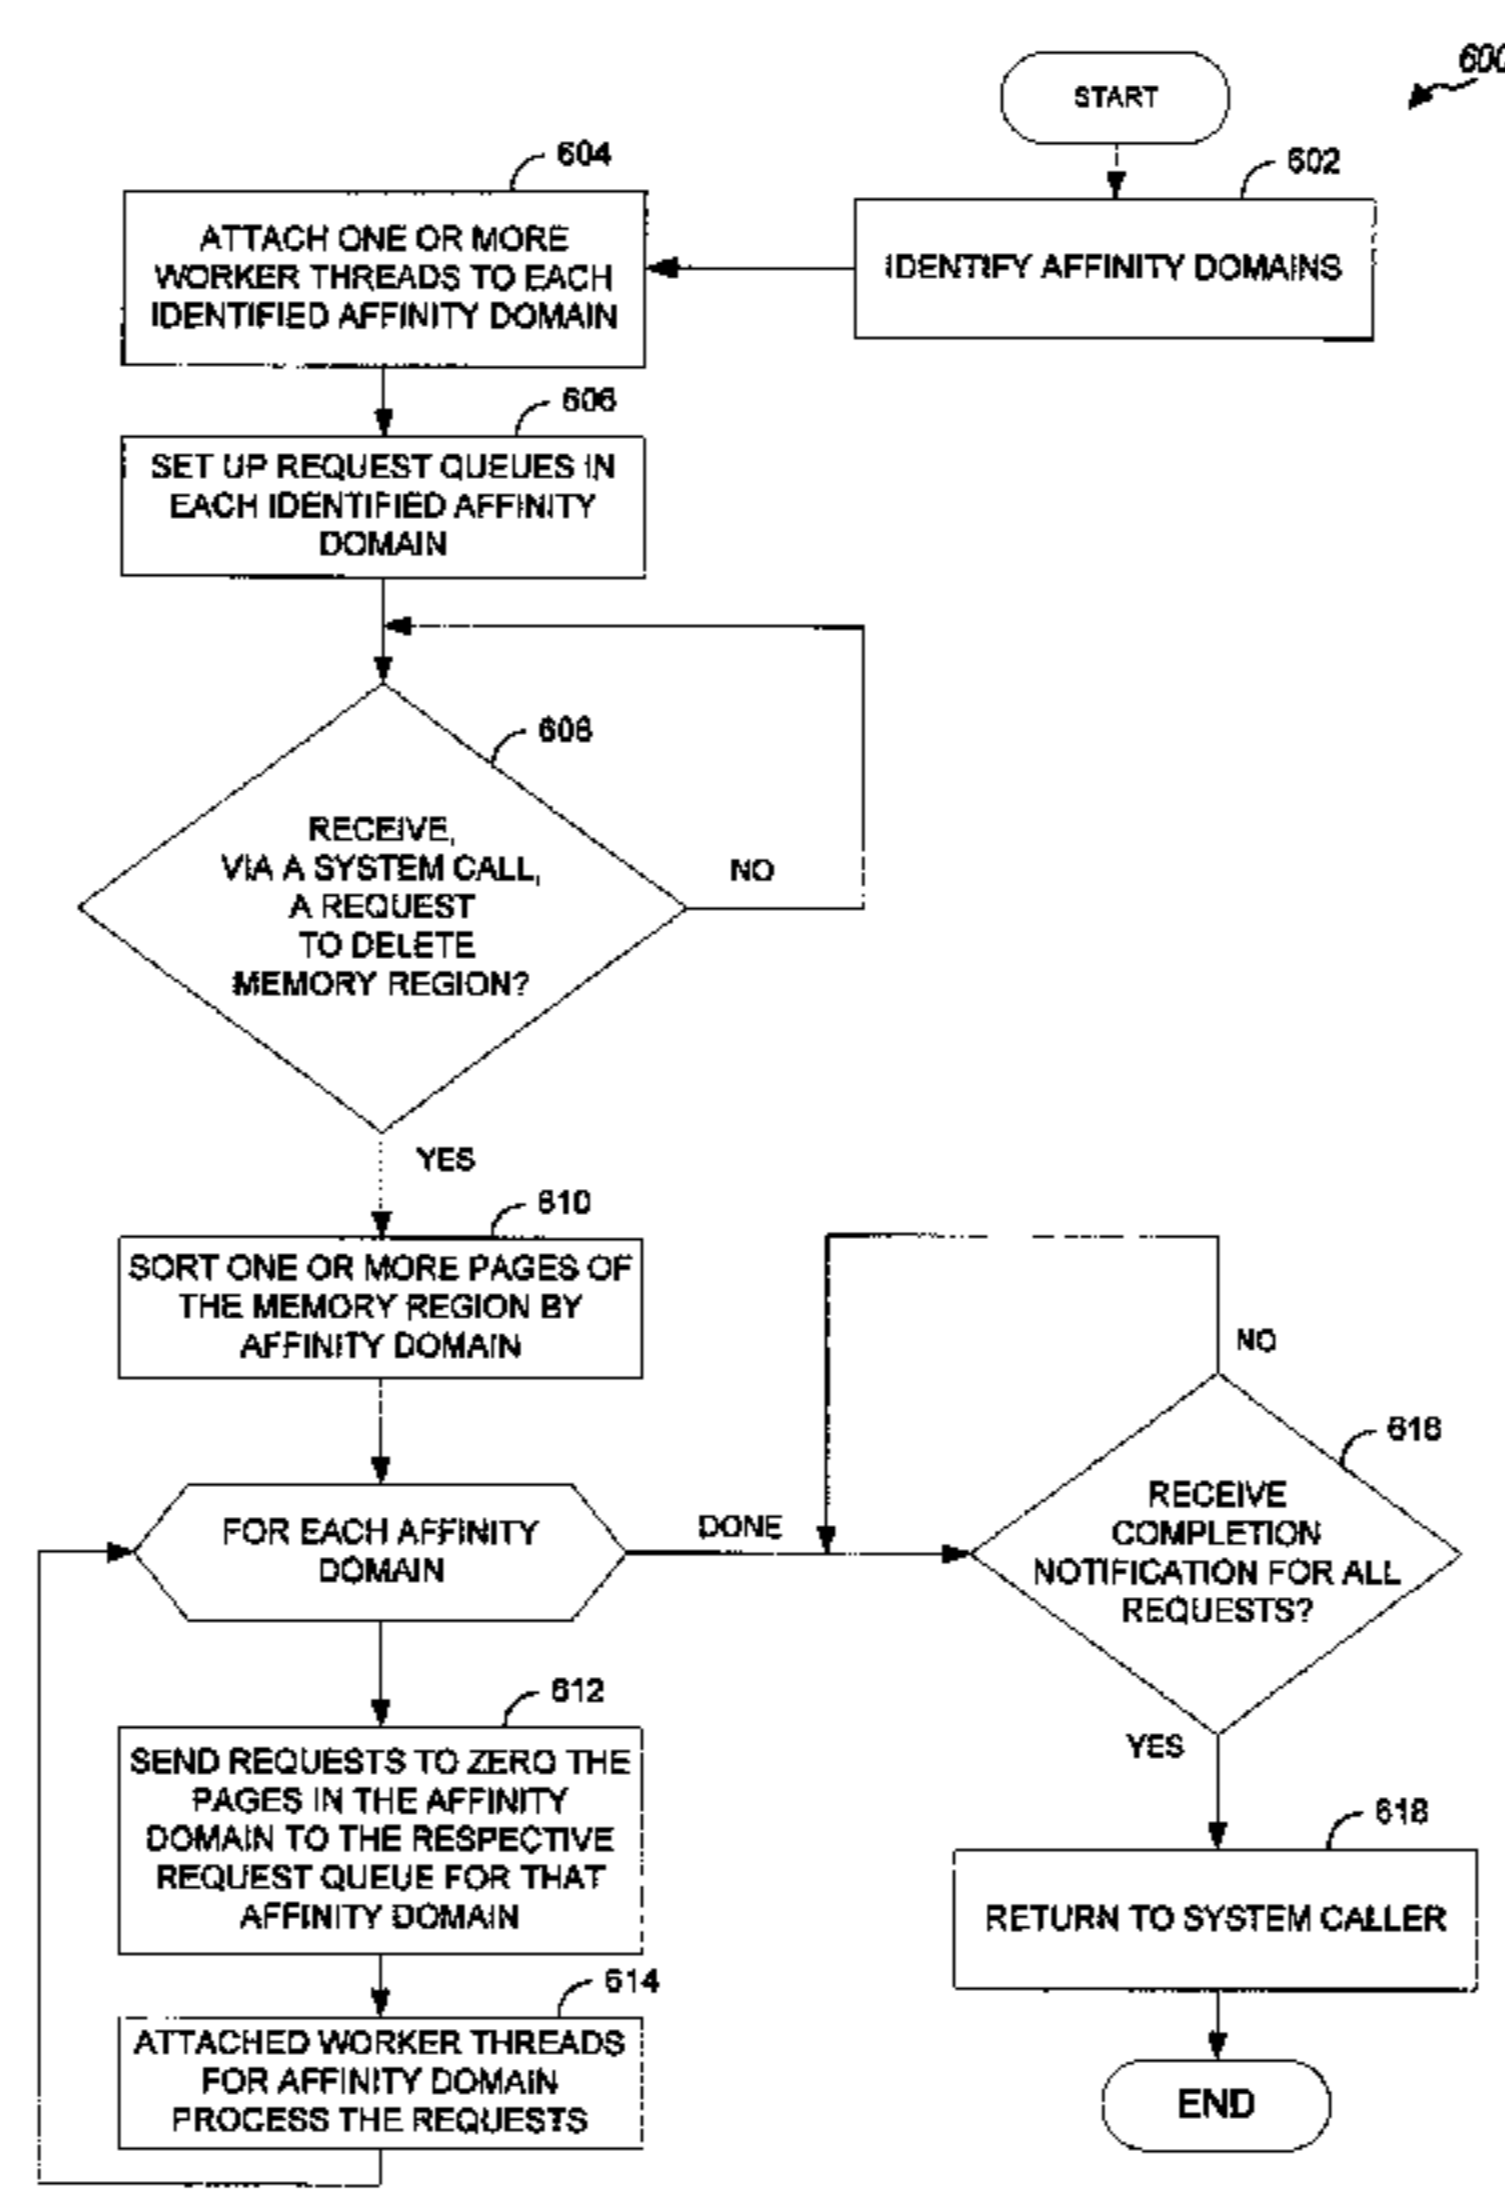 600
START
602
IDENTIFY AFFINITY DOMAINS
604
ATTACH ONE OR MORE
WORKER THREADS TO EACH
IDENTIFIED AFFINITY DOMAIN
606
SET UP REQUEST QUEUES IN
EACH IDENTIFIED AFFINITY
DOMAIN
608
RECEIVE,
VIA A SYSTEM CALL,
A REQUEST
TO DELETE
MEMORY REGION?
NO
YES
610
SORT ONE OR MORE PAGES OF
THE MEMORY REGION BY
AFFINITY DOMAIN
FOR EACH AFFINITY
DOMAIN
DONE
612
SEND REQUESTS TO ZERO THE
PAGES IN THE AFFINITY
DOMAIN TO THE RESPECTIVE
REQUEST QUEUE FOR THAT
AFFINITY DOMAIN
614
ATTACHED WORKER THREADS
FOR AFFINITY DOMAIN
PROCESS THE REQUESTS
NO
616
RECEIVE
COMPLETION
NOTIFICATION FOR ALL
REQUESTS?
YES
618
RETURN TO SYSTEM CALLER
END